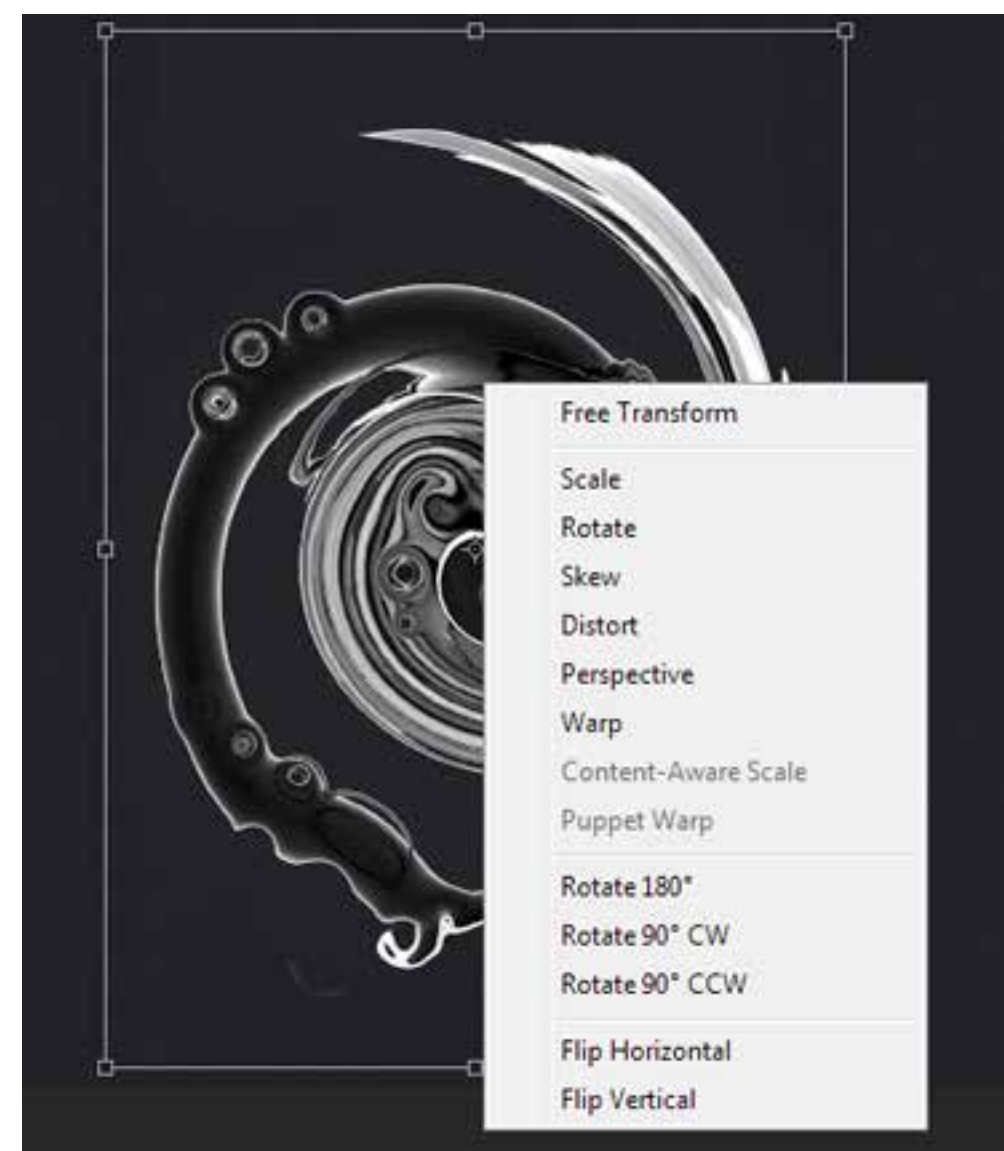 Free Transform
Scale
Rotate
Skew
Distort
Perspective
Warp
Content-Aware Scale
Puppet Warp
Rotate 180°
Rotate 90° CW
Rotate 90° CCW
Flip Horizontal
Flip Vertical